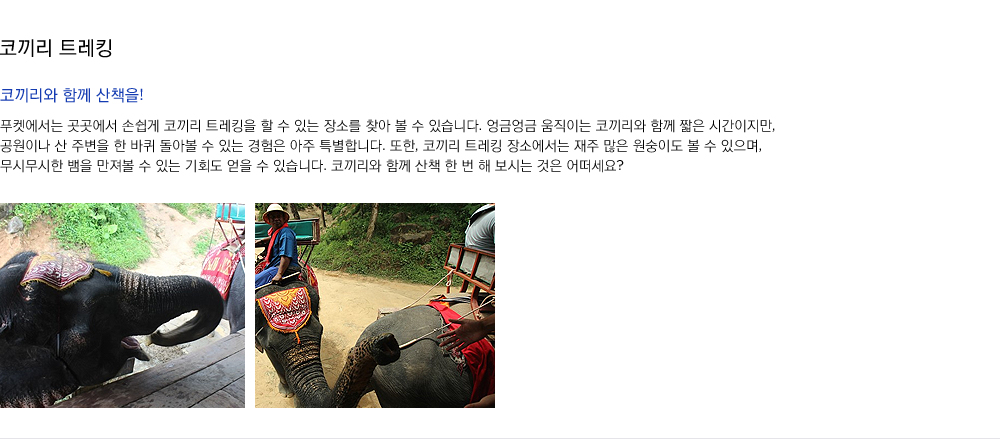 코끼리 트레킹
코끼리와 함께 산책을!
푸켓에서는 곳곳에서 손쉽게 코끼리 트레킹을 할 수 있는 장소를 찾아 볼 수 있습니다. 엉금엉금 움직이는 코끼리와 함께 짧은 시간이지만,
공원이나 산 주변을 한 바퀴 돌아볼 수 있는 경험은 아주 특별합니다. 또한, 코끼리 트레킹 장소에서는 재주 많은 원숭이도 볼 수 있으며,
무시무시한 뱀을 만져볼 수 있는 기회도 얻을 수 있습니다. 코끼리와 함께 산책 한 번 해 보시는 것은 어떠세요?